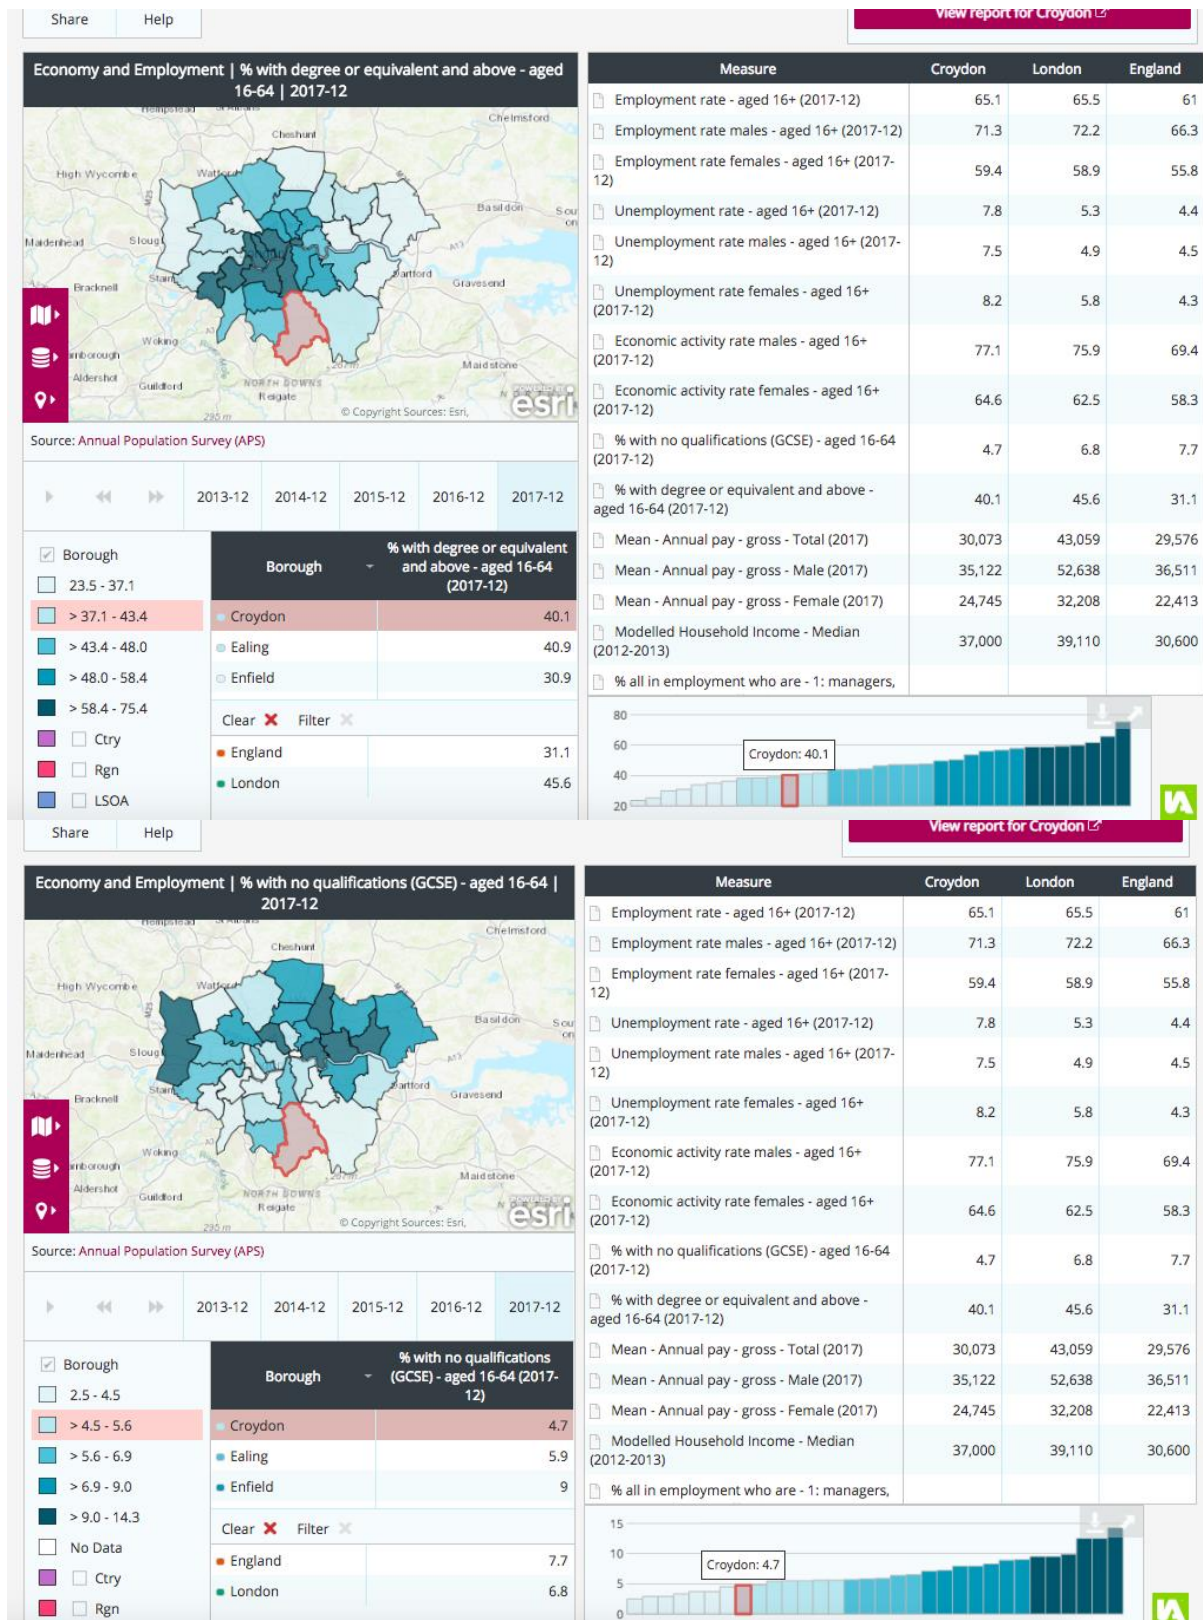 Share Help
View report for Croydon
Economy and Employment | % with degree or equivalent and above - aged
16-64 | 2017-12
Chelmsford
Cheshunt
High Wycombe
Watford
Basildon
Maidenhead
Dartford
Gravesend
Bracknell
Woking
Aldershot
Guildford
Maidstone
NORTH DOWNS
Reigate
295 m
© Copyright Sources: Esri,
POWERED BY
esri
Source: Annual Population Survey (APS)
2013-12 2014-12 2015-12 2016-12 2017-12
Borough
23.5 - 37.1
> 37.1 - 43.4
> 43.4 - 48.0
> 48.0 - 58.4
> 58.4 - 75.4
Ctry
Rgn
LSOA
Borough
% with degree or equivalent
and above - aged 16-64
(2017-12)
Croydon 40.1
Ealing 40.9
Enfield 30.9
Clear Filter
England 31.1
London 45.6
Measure Croydon London England
Employment rate - aged 16+ (2017-12) 65.1 65.5 61
Employment rate males - aged 16+ (2017-12) 71.3 72.2 66.3
Employment rate females - aged 16+ (2017-
12) 59.4 58.9 55.8
Unemployment rate - aged 16+ (2017-12) 7.8 5.3 4.4
Unemployment rate males - aged 16+ (2017-
12) 7.5 4.9 4.5
Unemployment rate females - aged 16+
(2017-12) 8.2 5.8 4.3
Economic activity rate males - aged 16+
(2017-12) 77.1 75.9 69.4
Economic activity rate females - aged 16+
(2017-12) 64.6 62.5 58.3
% with no qualifications (GCSE) - aged 16-64
(2017-12) 4.7 6.8 7.7
% with degree or equivalent and above -
aged 16-64 (2017-12) 40.1 45.6 31.1
Mean - Annual pay - gross - Total (2017) 30,073 43,059 29,576
Mean - Annual pay - gross - Male (2017) 35,122 52,638 36,511
Mean - Annual pay - gross - Female (2017) 24,745 32,208 22,413
Modelled Household Income - Median
(2012-2013) 37,000 39,110 30,600
% all in employment who are - 1: managers,
80
60
40
20
Croydon: 40.1
Share Help
View report for Croydon
Economy and Employment | % with no qualifications (GCSE) - aged 16-64 |
2017-12
Chelmsford
Cheshunt
High Wycombe
Watford
Basildon
Maidenhead
Dartford
Gravesend
Bracknell
Woking
Aldershot
Guildford
Maidstone
NORTH DOWNS
Reigate
295 m
© Copyright Sources: Esri,
POWERED BY
esri
Source: Annual Population Survey (APS)
2013-12 2014-12 2015-12 2016-12 2017-12
Borough
2.5 - 4.5
> 4.5 - 5.6
> 5.6 - 6.9
> 6.9 - 9.0
> 9.0 - 14.3
No Data
Ctry
Rgn
Borough
% with no qualifications
(GCSE) - aged 16-64 (2017-
12)
Croydon 4.7
Ealing 5.9
Enfield 9
Clear Filter
England 7.7
London 6.8
Measure Croydon London England
Employment rate - aged 16+ (2017-12) 65.1 65.5 61
Employment rate males - aged 16+ (2017-12) 71.3 72.2 66.3
Employment rate females - aged 16+ (2017-
12) 59.4 58.9 55.8
Unemployment rate - aged 16+ (2017-12) 7.8 5.3 4.4
Unemployment rate males - aged 16+ (2017-
12) 7.5 4.9 4.5
Unemployment rate females - aged 16+
(2017-12) 8.2 5.8 4.3
Economic activity rate males - aged 16+
(2017-12) 77.1 75.9 69.4
Economic activity rate females - aged 16+
(2017-12) 64.6 62.5 58.3
% with no qualifications (GCSE) - aged 16-64
(2017-12) 4.7 6.8 7.7
% with degree or equivalent and above -
aged 16-64 (2017-12) 40.1 45.6 31.1
Mean - Annual pay - gross - Total (2017) 30,073 43,059 29,576
Mean - Annual pay - gross - Male (2017) 35,122 52,638 36,511
Mean - Annual pay - gross - Female (2017) 24,745 32,208 22,413
Modelled Household Income - Median
(2012-2013) 37,000 39,110 30,600
% all in employment who are - 1: managers,
15
10
5
0
Croydon: 4.7